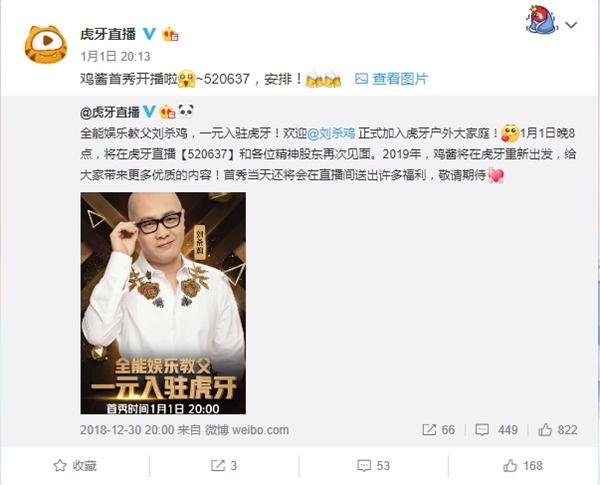 虎牙直播
1月1日 20:13
鸡酱首秀开播啦~520637,安排! 查看图片
@虎牙直播
全能娱乐教父刘杀鸡,一元入驻虎牙!欢迎@刘杀鸡 正式加入虎牙户外大家庭!1月1日晚8
点,将在虎牙直播【520637】和各位精神股东再次见面。2019年,鸡酱将在虎牙重新出发,给
大家带来更多优质的内容!首秀当天还将会在直播间送出许多福利,敬请期待
刘杀鸡
全能娱乐教父
一元入驻虎牙
首秀时间1月1日 20:00
2018-12-30 20:00 来自 微博 weibo.com 66 449 822
收藏 3 53 168